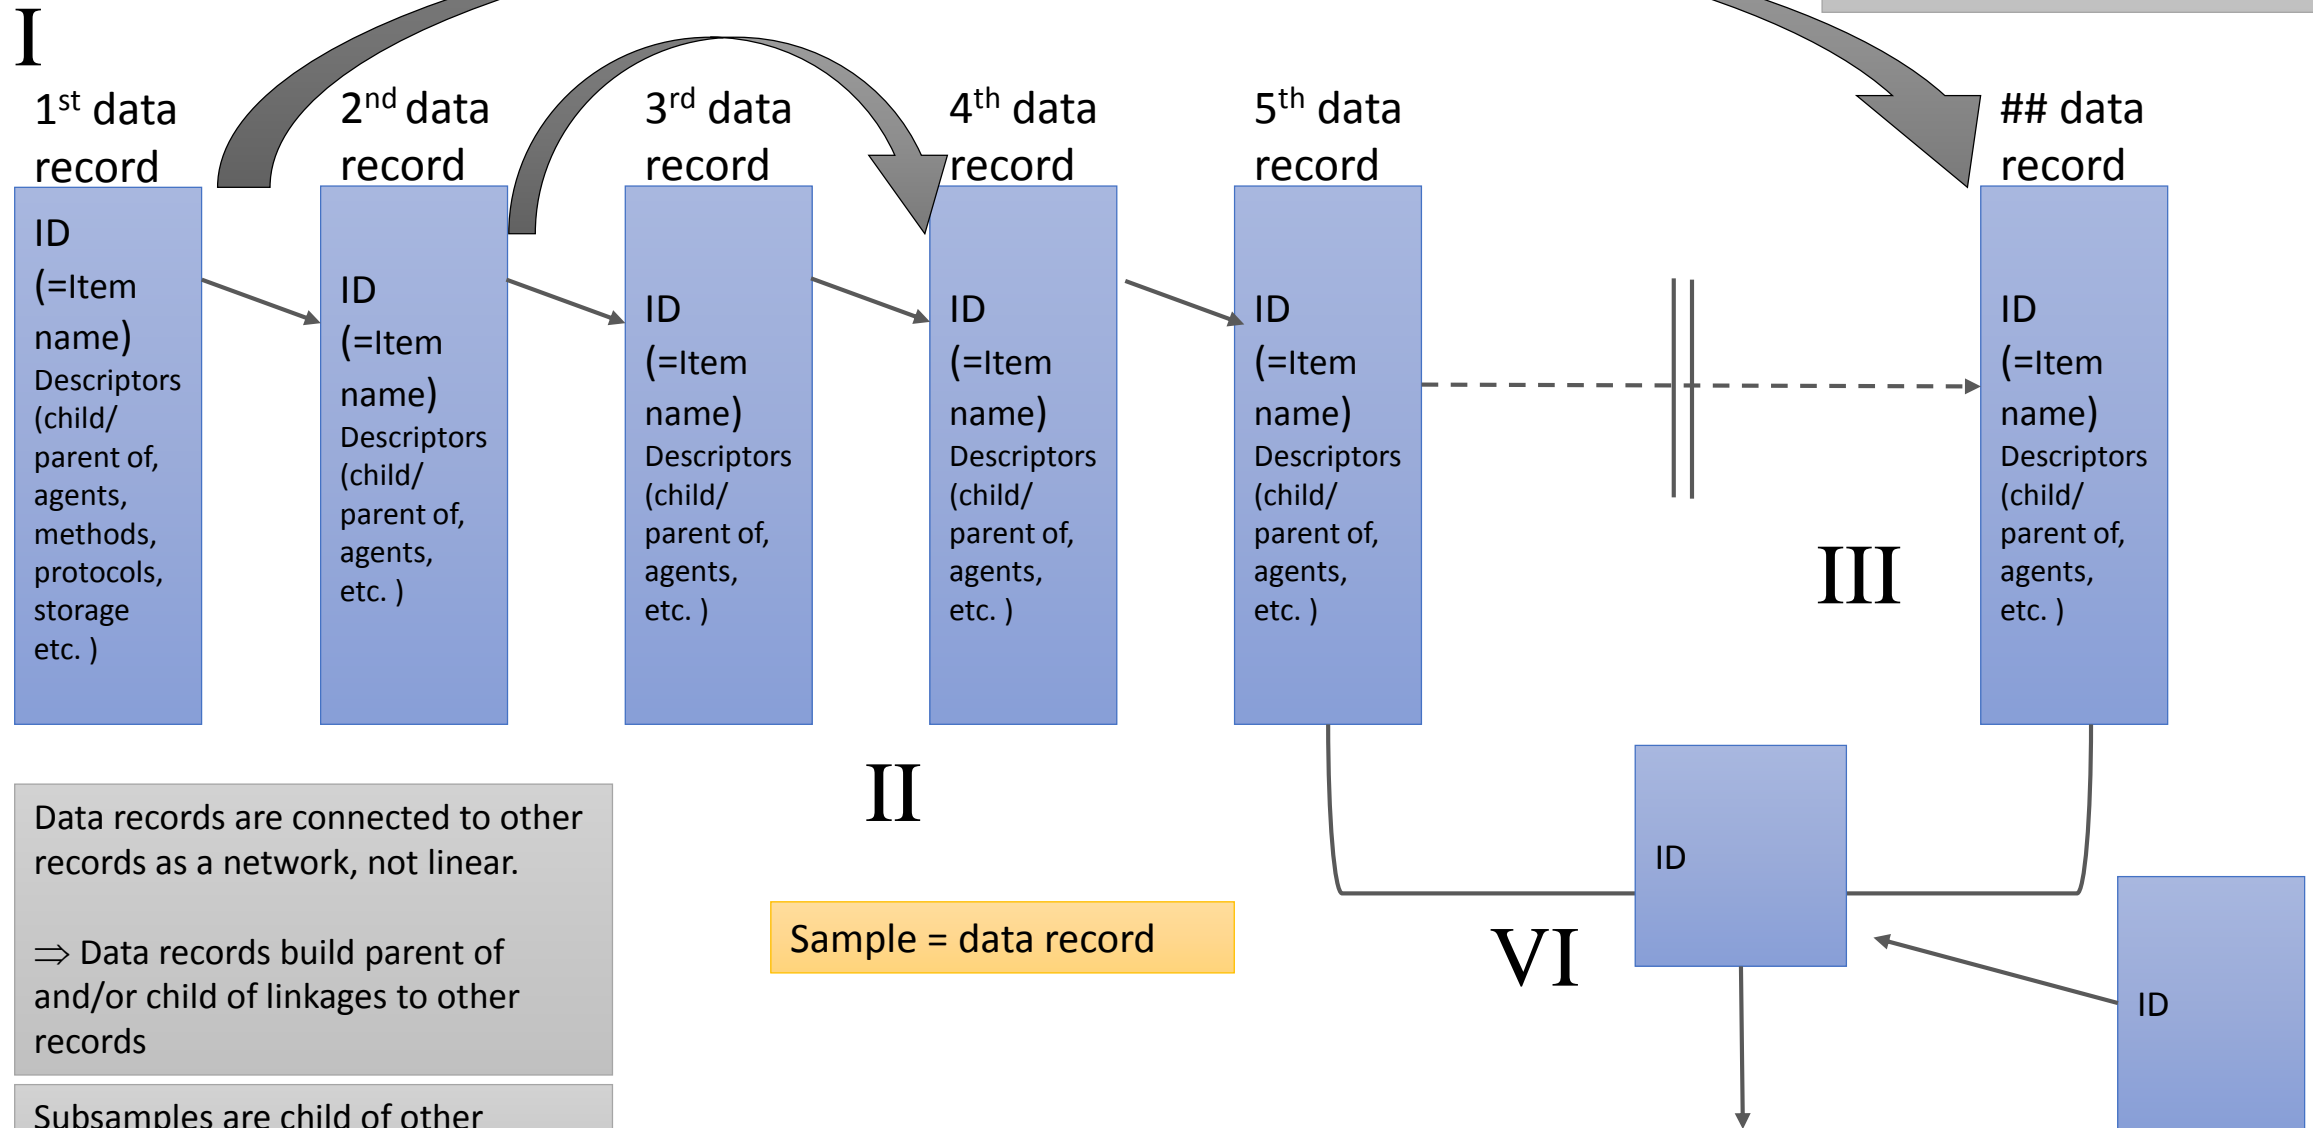 I
1st data
record
2nd data
record
3rd data
record
4th data
record
5th data
record
## data
record
ID
(=Item
name)
Descriptors
(child/
parent of,
agents,
methods,
protocols,
storage
etc. )
ID
(=Item
name)
Descriptors
(child/
parent of,
agents,
etc. )
ID
(=Item
name)
Descriptors
(child/
parent of,
agents,
etc. )
ID
(=Item
name)
Descriptors
(child/
parent of,
agents,
etc. )
ID
(=Item
name)
Descriptors
(child/
parent of,
agents,
etc. )
III
ID
(=Item
name)
Descriptors
(child/
parent of,
agents,
etc. )
II
Data records are connected to other
records as a network, not linear.
⇒ Data records build parent of
and/or child of linkages to other
records
Sample = data record
VI
ID
ID
Subsamples are child of other